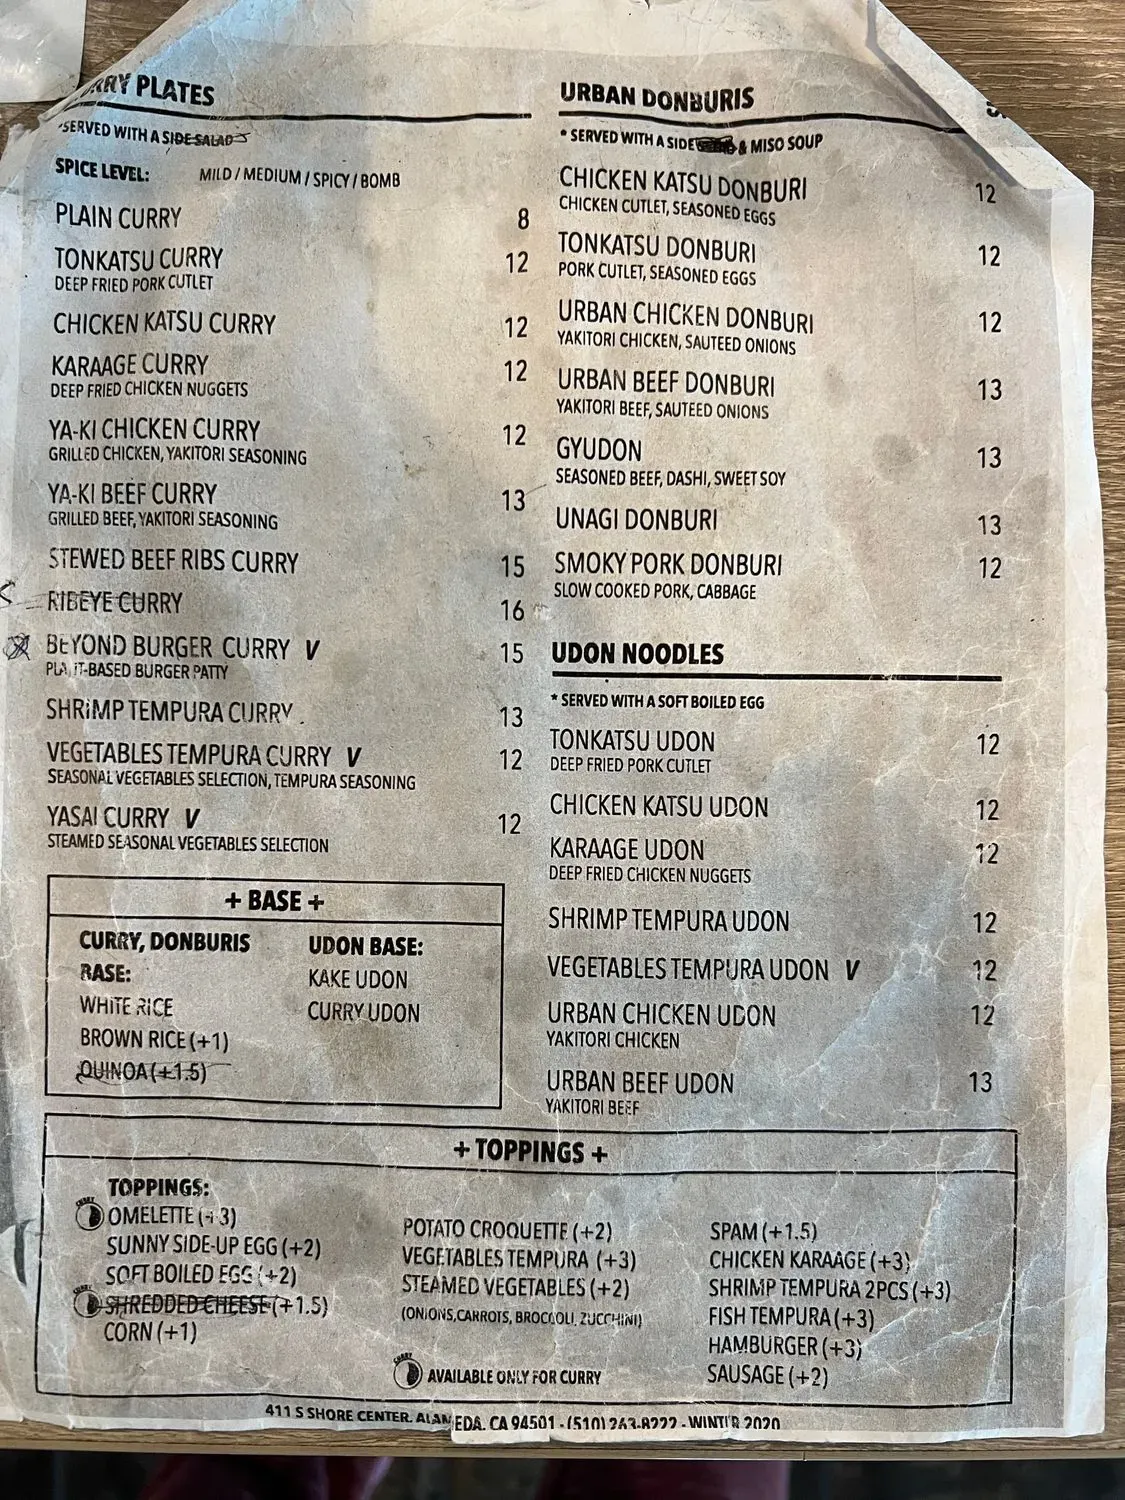 CURRY PLATES
*SERVED WITH A SIDE SALAD
SPICE LEVEL: MILD / MEDIUM / SPICY / BOMB
PLAIN CURRY 8
TONKATSU CURRY 12
DEEP FRIED PORK CUTLET
CHICKEN KATSU CURRY 12
KARAAGE CURRY 12
DEEP FRIED CHICKEN NUGGETS
YA-KI CHICKEN CURRY 12
GRILLED CHICKEN, YAKITORI SEASONING
YA-KI BEEF CURRY 13
GRILLED BEEF, YAKITORI SEASONING
STEWED BEEF RIBS CURRY 15
RIBEYE CURRY 16
BEYOND BURGER CURRY V 15
PLANT-BASED BURGER PATTY
SHRIMP TEMPURA CURRY 13
VEGETABLES TEMPURA CURRY V 12
SEASONAL VEGETABLES SELECTION, TEMPURA SEASONING
YASAI CURRY V 12
STEAMED SEASONAL VEGETABLES SELECTION
+ BASE +
CURRY, DONBURIS
BASE:
WHITE RICE
BROWN RICE (+1)
QUINOA (+1.5)
UDON BASE:
KAKE UDON
CURRY UDON
URBAN DONBURIS
* SERVED WITH A SIDE & MISO SOUP
CHICKEN KATSU DONBURI 12
CHICKEN CUTLET, SEASONED EGGS
TONKATSU DONBURI 12
PORK CUTLET, SEASONED EGGS
URBAN CHICKEN DONBURI 12
YAKITORI CHICKEN, SAUTEED ONIONS
URBAN BEEF DONBURI 13
YAKITORI BEEF, SAUTEED ONIONS
GYUDON 13
SEASONED BEEF, DASHI, SWEET SOY
UNAGI DONBURI 13
SMOKY PORK DONBURI 12
SLOW COOKED PORK, CABBAGE
UDON NOODLES
* SERVED WITH A SOFT BOILED EGG
TONKATSU UDON 12
DEEP FRIED PORK CUTLET
CHICKEN KATSU UDON 12
KARAAGE UDON 12
DEEP FRIED CHICKEN NUGGETS
SHRIMP TEMPURA UDON 12
VEGETABLES TEMPURA UDON V 12
URBAN CHICKEN UDON 12
YAKITORI CHICKEN
URBAN BEEF UDON 13
YAKITORI BEEF
+ TOPPINGS +
TOPPINGS:
OMELETTE (+3)
SUNNY SIDE-UP EGG (+2)
SOFT BOILED EGG (+2)
SHREDDED CHEESE (+1.5)
CORN (+1)
POTATO CROQUETTE (+2)
VEGETABLES TEMPURA (+3)
STEAMED VEGETABLES (+2)
(ONIONS, CARROTS, BROCCOLI, ZUCCHINI)
AVAILABLE ONLY FOR CURRY
SPAM (+1.5)
CHICKEN KARAAGE (+3)
SHRIMP TEMPURA 2PCS (+3)
FISH TEMPURA (+3)
HAMBURGER (+3)
SAUSAGE (+2)
411 S SHORE CENTER, ALAMEDA, CA 94501 - (510) 263-8222 - WINTER 2020